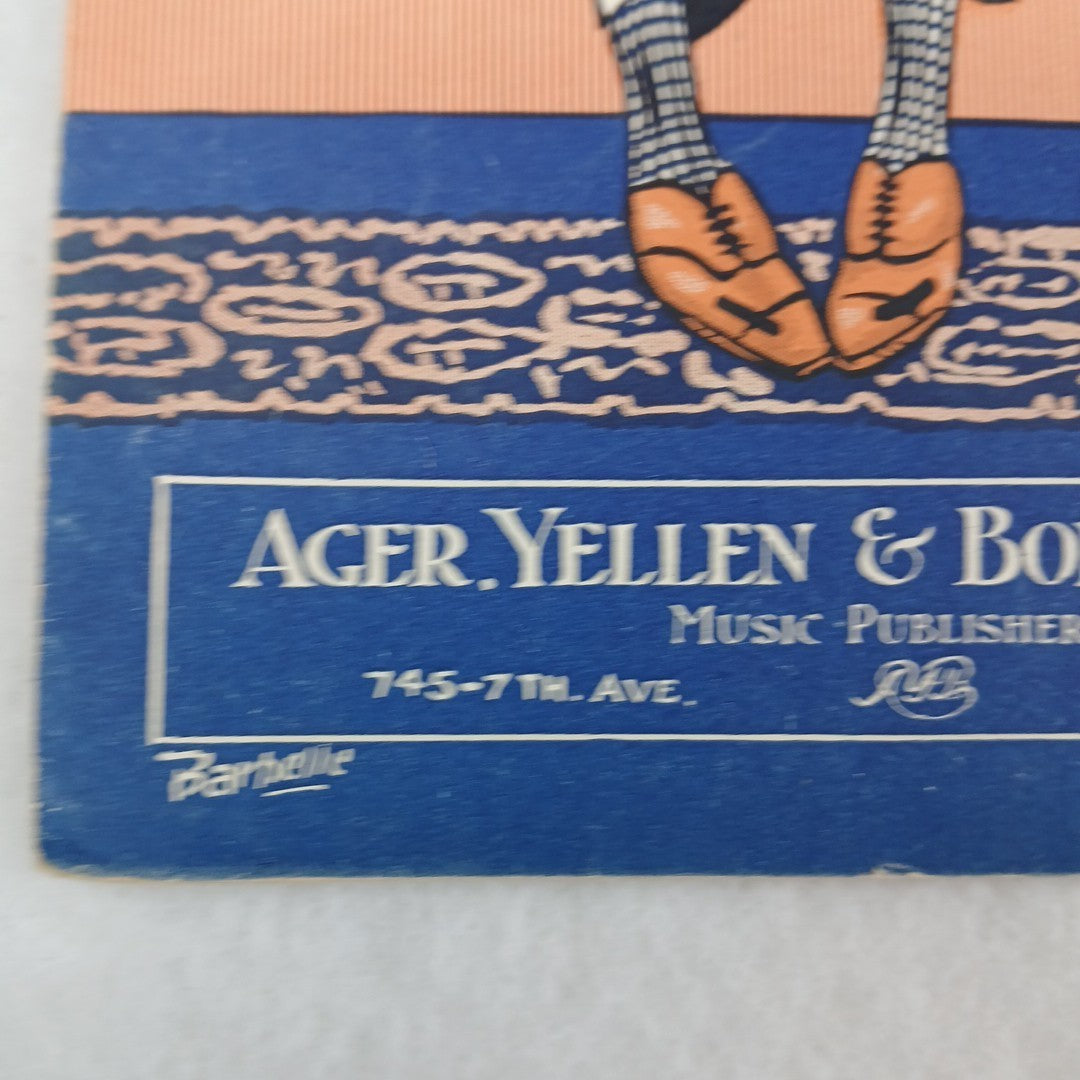 AGER, YELLEN & BO
MUSIC PUBLISHER
745-7TH. AVE.
Barbelle